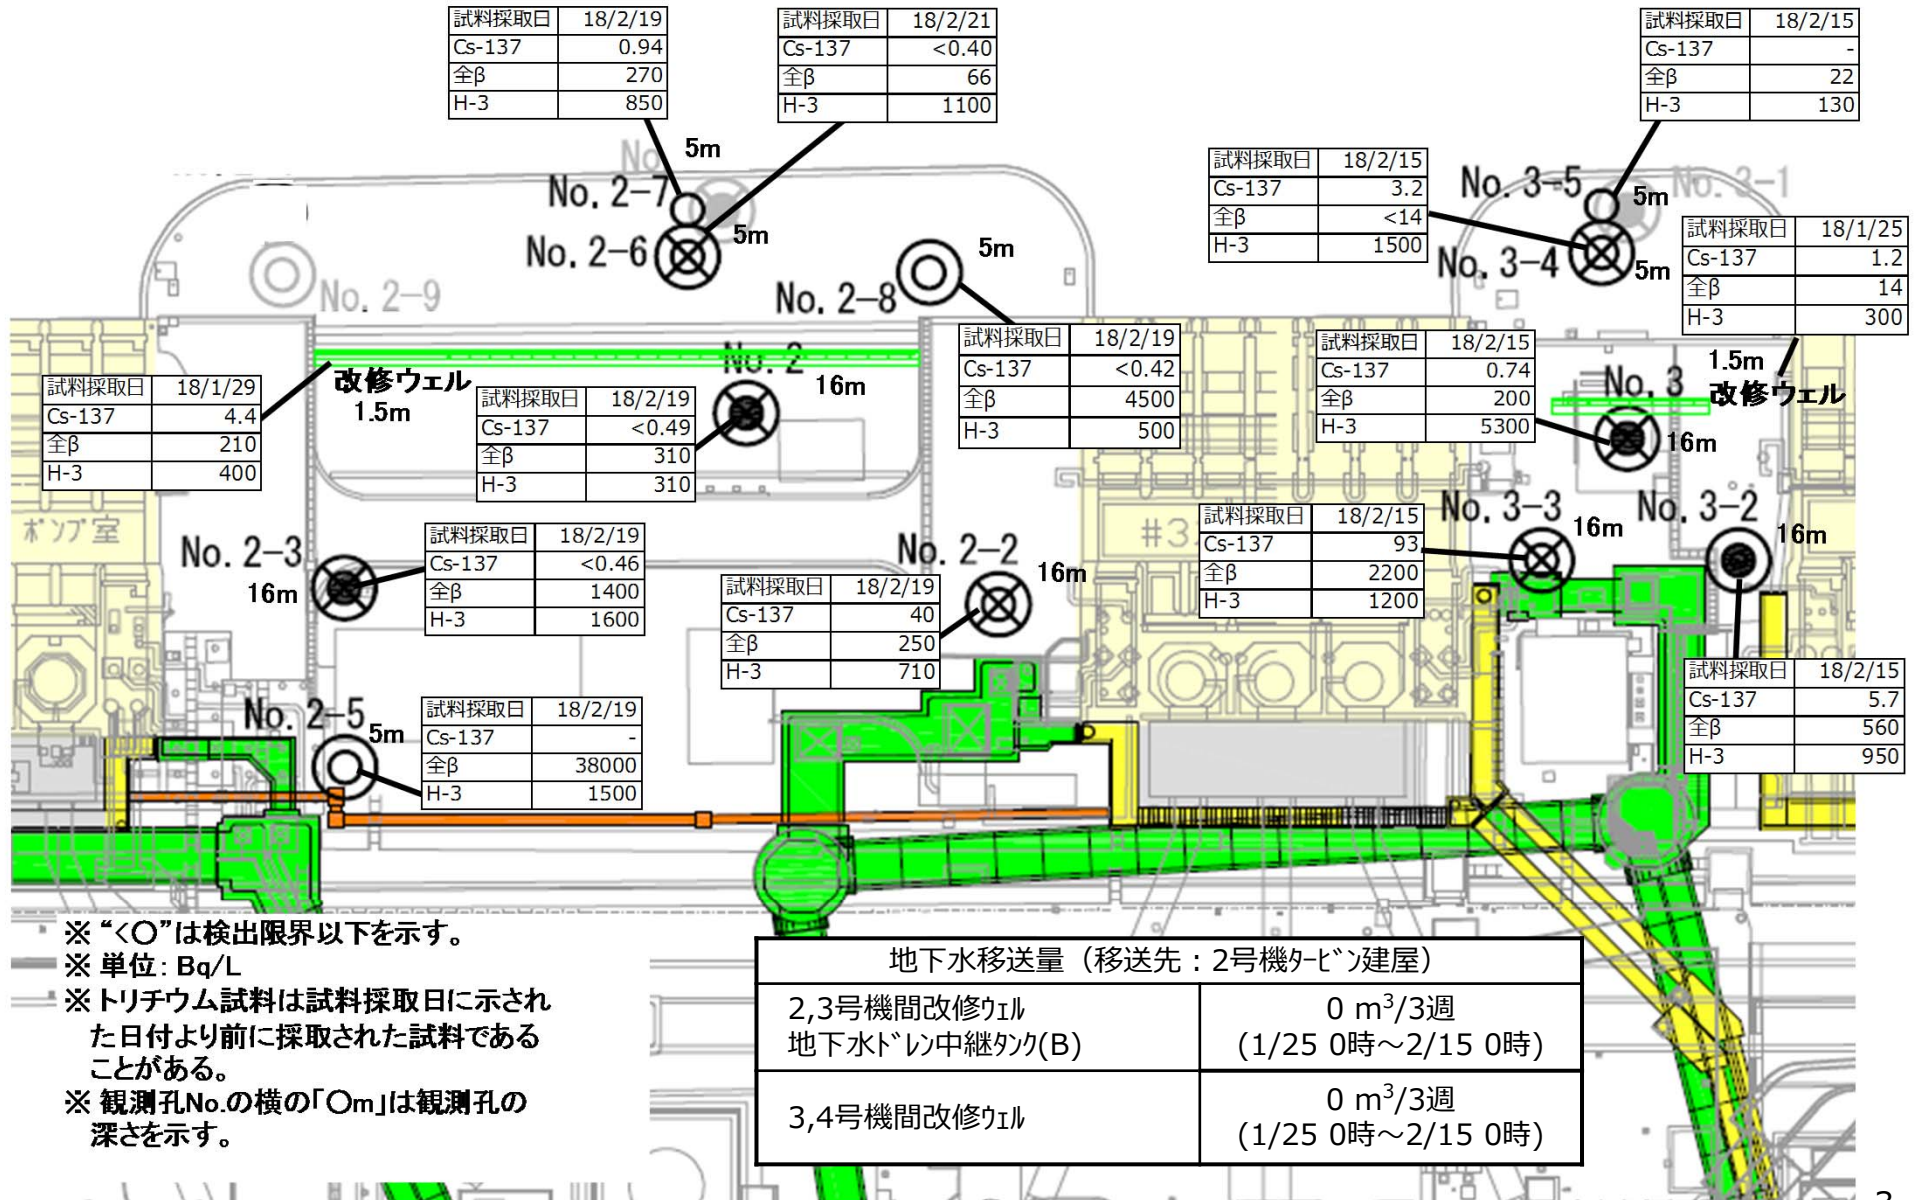 試料採取日 18/2/19
Cs-137 0.94
全β 270
H-3 850
試料採取日 18/2/21
Cs-137 <0.40
全β 66
H-3 1100
試料採取日 18/2/15
Cs-137 -
全β 22
H-3 130
No
5m
No. 2-7
No. 2-6
5m
No. 2-9
No. 2-8
5m
試料採取日 18/2/15
Cs-137 3.2
全β <14
H-3 1500
No. 3-5
5m
No. 3-1
No. 3-4
5m
試料採取日 18/1/25
Cs-137 1.2
全β 14
H-3 300
1.5m
改修ウェル
試料採取日 18/1/29
Cs-137 4.4
全β 210
H-3 400
改修ウェル
1.5m
試料採取日 18/2/19
Cs-137 <0.49
全β 310
H-3 310
No. 2
16m
試料採取日 18/2/19
Cs-137 <0.42
全β 4500
H-3 500
試料採取日 18/2/15
Cs-137 0.74
全β 200
H-3 5300
No. 3
16m
ポンプ室
No. 2-3
16m
試料採取日 18/2/19
Cs-137 <0.46
全β 1400
H-3 1600
No. 2-2
16m
試料採取日 18/2/19
Cs-137 40
全β 250
H-3 710
#3
試料採取日 18/2/15
Cs-137 93
全β 2200
H-3 1200
No. 3-3
16m
No. 3-2
16m
試料採取日 18/2/15
Cs-137 5.7
全β 560
H-3 950
No. 2-5
5m
試料採取日 18/2/19
Cs-137 -
全β 38000
H-3 1500
※ “<〇”は検出限界以下を示す。
※ 単位: Bq/L
※ トリチウム試料は試料採取日に示され
た日付より前に採取された試料である
ことがある。
※ 観測孔No.の横の「〇m」は観測孔の
深さを示す。
地下水移送量（移送先：2号機ﾀｰﾋﾞﾝ建屋）
2,3号機間改修ｳｪﾙ
地下水ﾄﾞﾚﾝ中継ﾀﾝｸ(B)
0 m³/3週
(1/25 0時～2/15 0時)
3,4号機間改修ｳｪﾙ
0 m³/3週
(1/25 0時～2/15 0時)